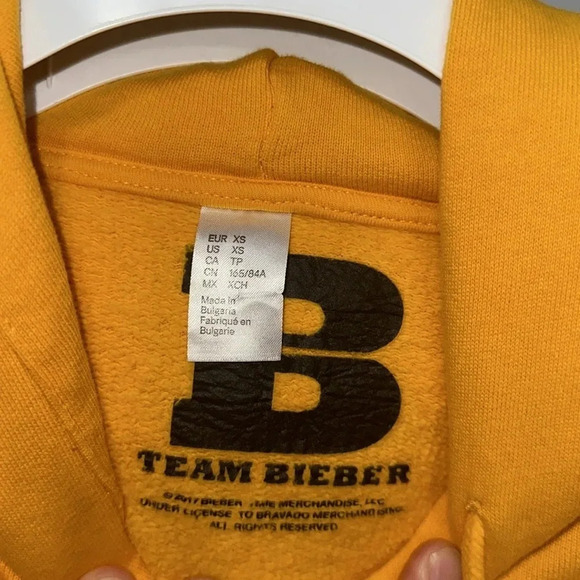 EUR XS
US XS
CA TP
CN 165/84A
MX XCH
Made in
Bulgaria
Fabriqué en
Bulgarie
B
TEAM BIEBER
© 2017 BIEBER TIME MERCHANDISE, LLC
UNDER LICENSE TO BRAVADO MERCHANDISING
ALL RIGHTS RESERVED